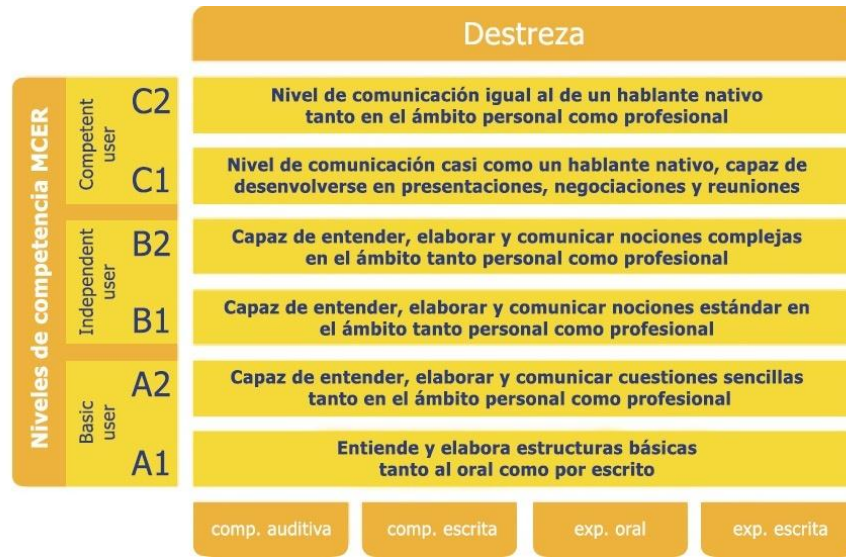 Destreza
Niveles de competencia MCER
Competent
user
C2
Nivel de comunicación igual al de un hablante nativo
tanto en el ámbito personal como profesional
C1
Nivel de comunicación casi como un hablante nativo, capaz de
desenvolverse en presentaciones, negociaciones y reuniones
Independent
user
B2
Capaz de entender, elaborar y comunicar nociones complejas
en el ámbito tanto personal como profesional
B1
Capaz de entender, elaborar y comunicar nociones estándar en
el ámbito tanto personal como profesional
Basic
user
A2
Capaz de entender, elaborar y comunicar cuestiones sencillas
tanto en el ámbito personal como profesional
A1
Entiende y elabora estructuras básicas
tanto al oral como por escrito
comp. auditiva
comp. escrita
exp. oral
exp. escrita